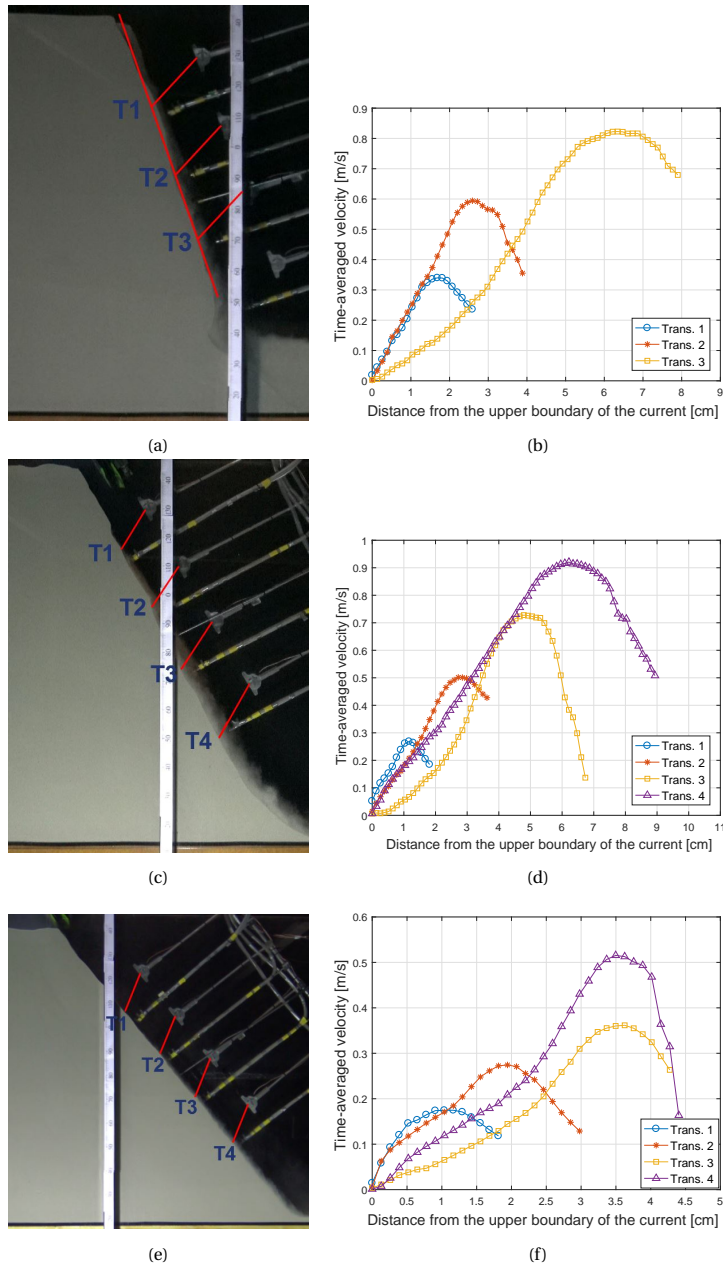 T1
T2
T3
(a)
0.9
0.8
0.7
0.6
0.5
0.4
0.3
0.2
0.1
0
0 1 2 3 4 5 6 7 8 9
Time-averaged velocity [m/s]
Distance from the upper boundary of the current [cm]
Trans. 1
Trans. 2
Trans. 3
(b)
T1
T2
T3
T4
(c)
1
0.9
0.8
0.7
0.6
0.5
0.4
0.3
0.2
0.1
0
0 1 2 3 4 5 6 7 8 9 10 11
Time-averaged velocity [m/s]
Distance from the upper boundary of the current [cm]
Trans. 1
Trans. 2
Trans. 3
Trans. 4
(d)
T1
T2
T3
T4
(e)
0.6
0.5
0.4
0.3
0.2
0.1
0
0 0.5 1 1.5 2 2.5 3 3.5 4 4.5 5
Time-averaged velocity [m/s]
Distance from the upper boundary of the current [cm]
Trans. 1
Trans. 2
Trans. 3
Trans. 4
(f)